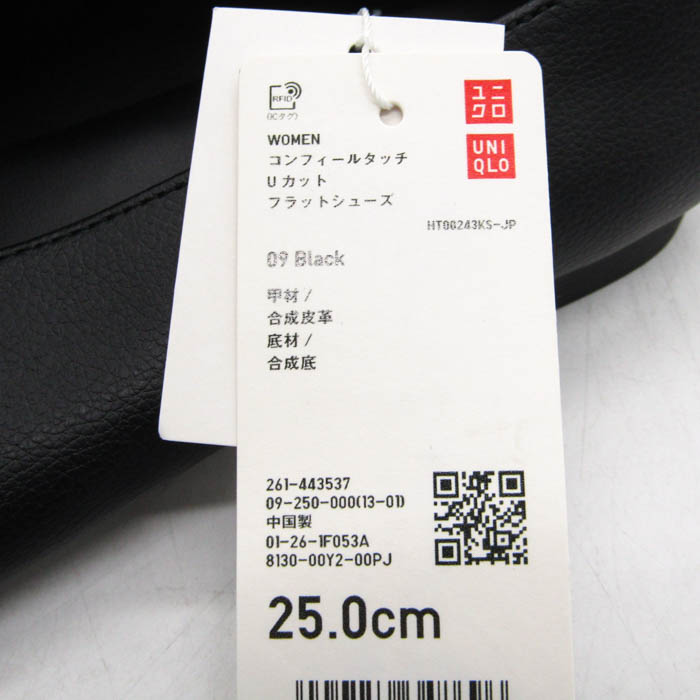 RFID
(ICタグ)
ユニ
クロ
UNI
QLO
WOMEN
コンフィールタッチ
Uカット
フラットシューズ
HT00243KS-JP
09 Black
甲材/
合成皮革
底材/
合成底
261-443537
09-250-000(13-01)
中国製
01-26-1F053A
8130-00Y2-00PJ
25.0cm